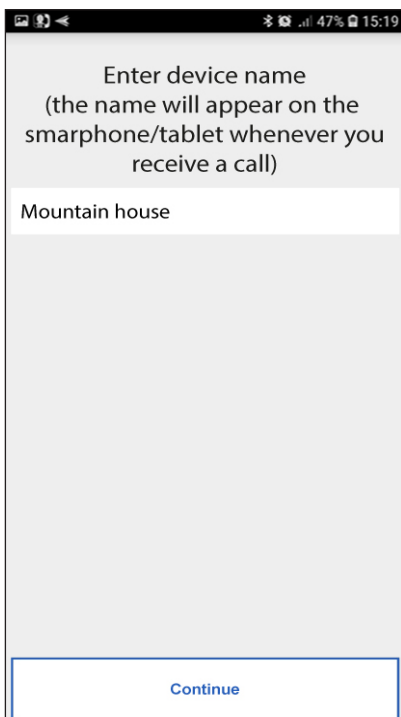 47% 15:19
Enter device name
(the name will appear on the
smarphone/tablet whenever you
receive a call)
Mountain house
Continue